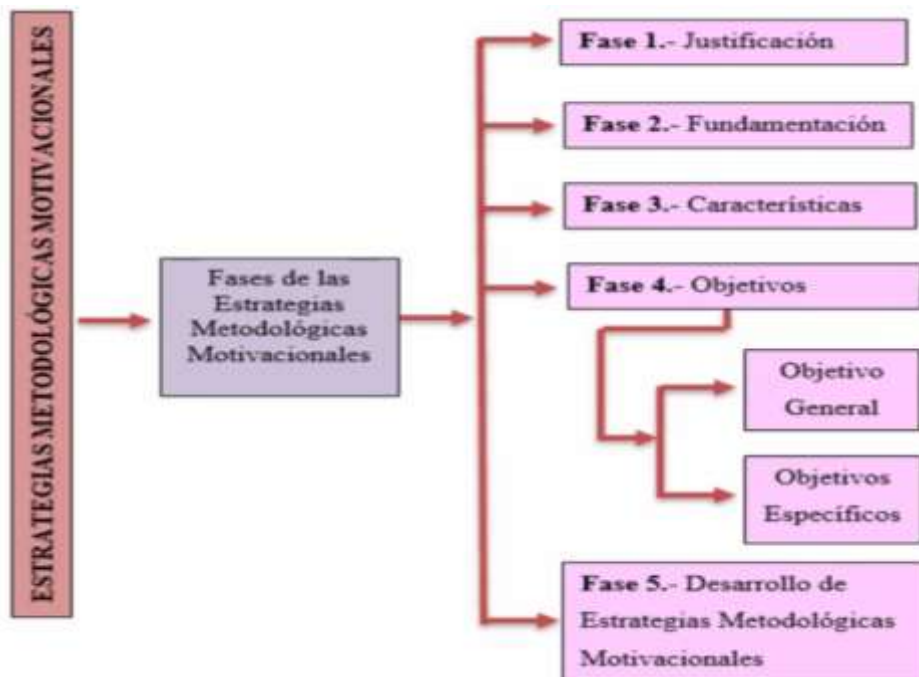 ESTRATEGIAS METODOLÓGICAS MOTIVACIONALES
Fases de las
Estrategias
Metodológicas
Motivacionales
Fase 1.- Justificación
Fase 2.- Fundamentación
Fase 3.- Características
Fase 4.- Objetivos
Objetivo
General
Objetivos
Específicos
Fase 5.- Desarrollo de
Estrategias Metodológicas
Motivacionales